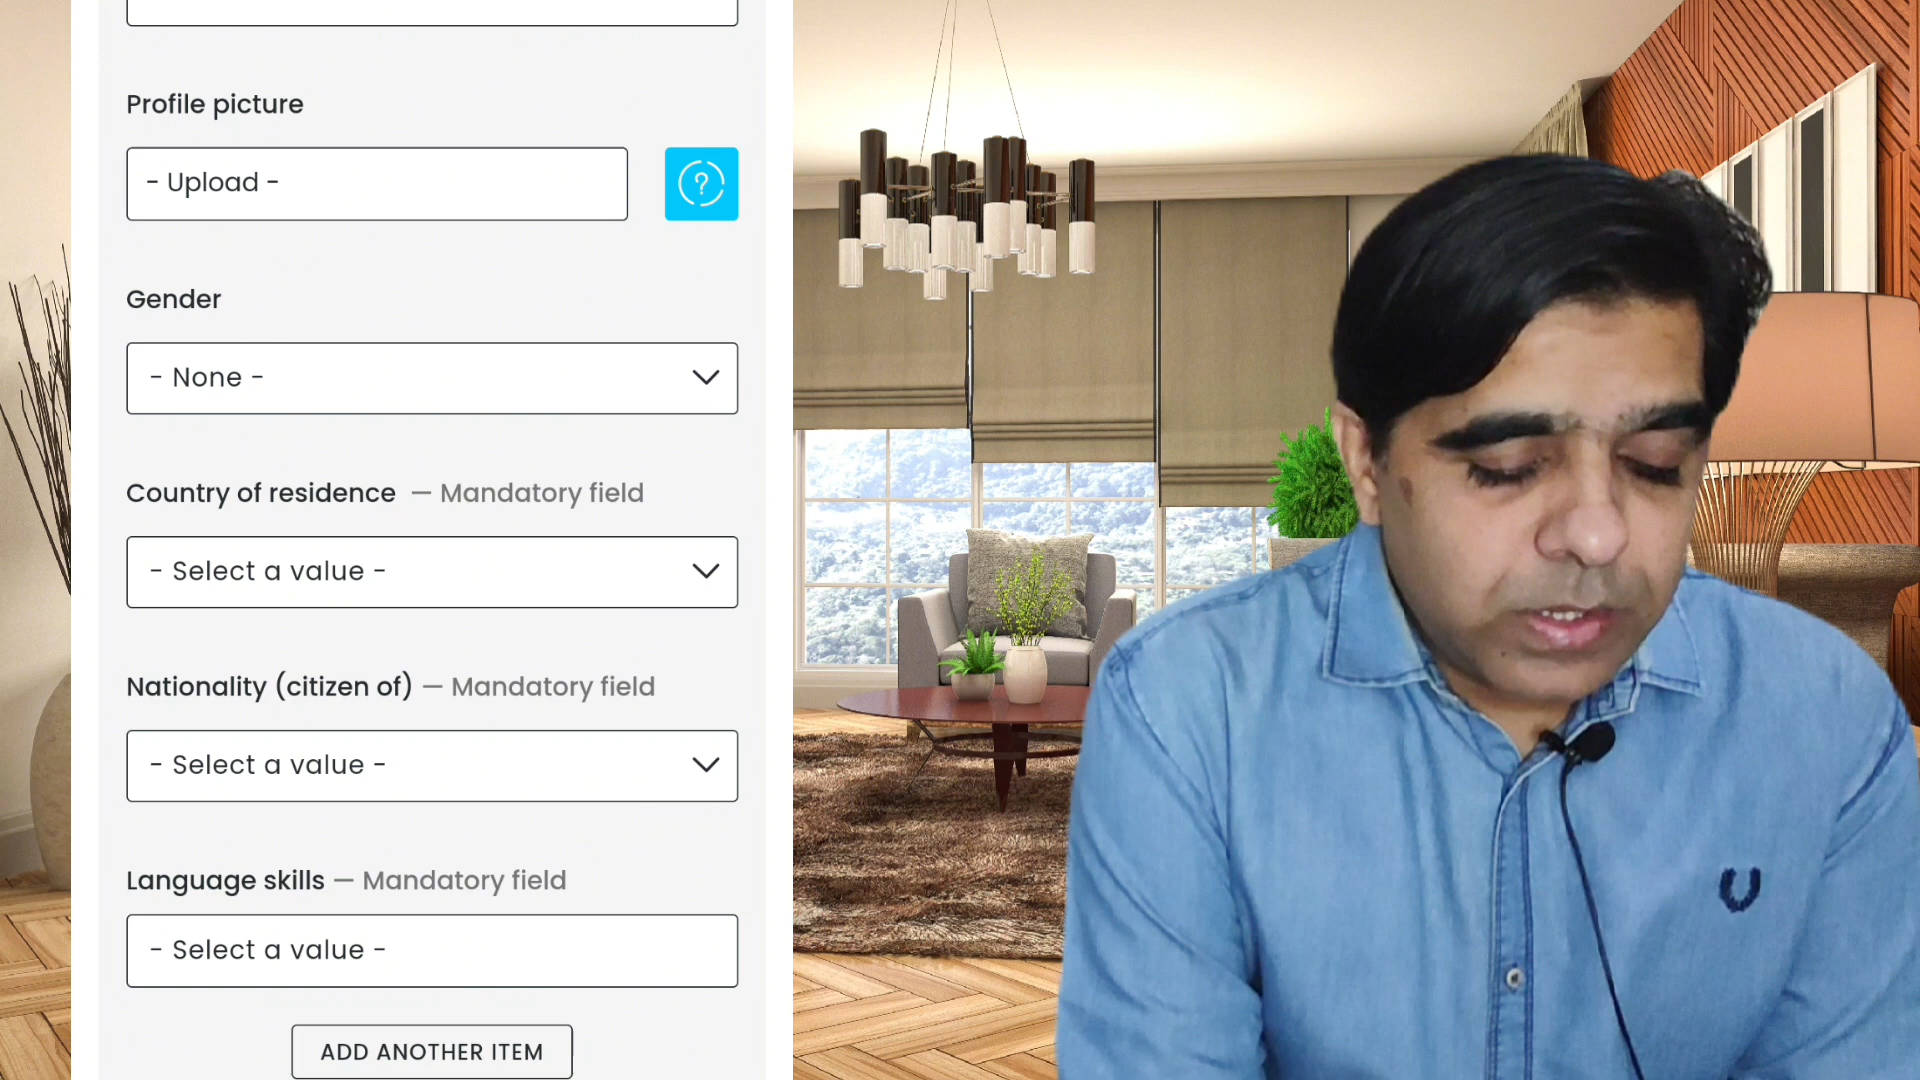 Profile picture
- Upload -
?
Gender
- None -
Country of residence — Mandatory field
- Select a value -
Nationality (citizen of) — Mandatory field
- Select a value -
Language skills — Mandatory field
- Select a value -
ADD ANOTHER ITEM